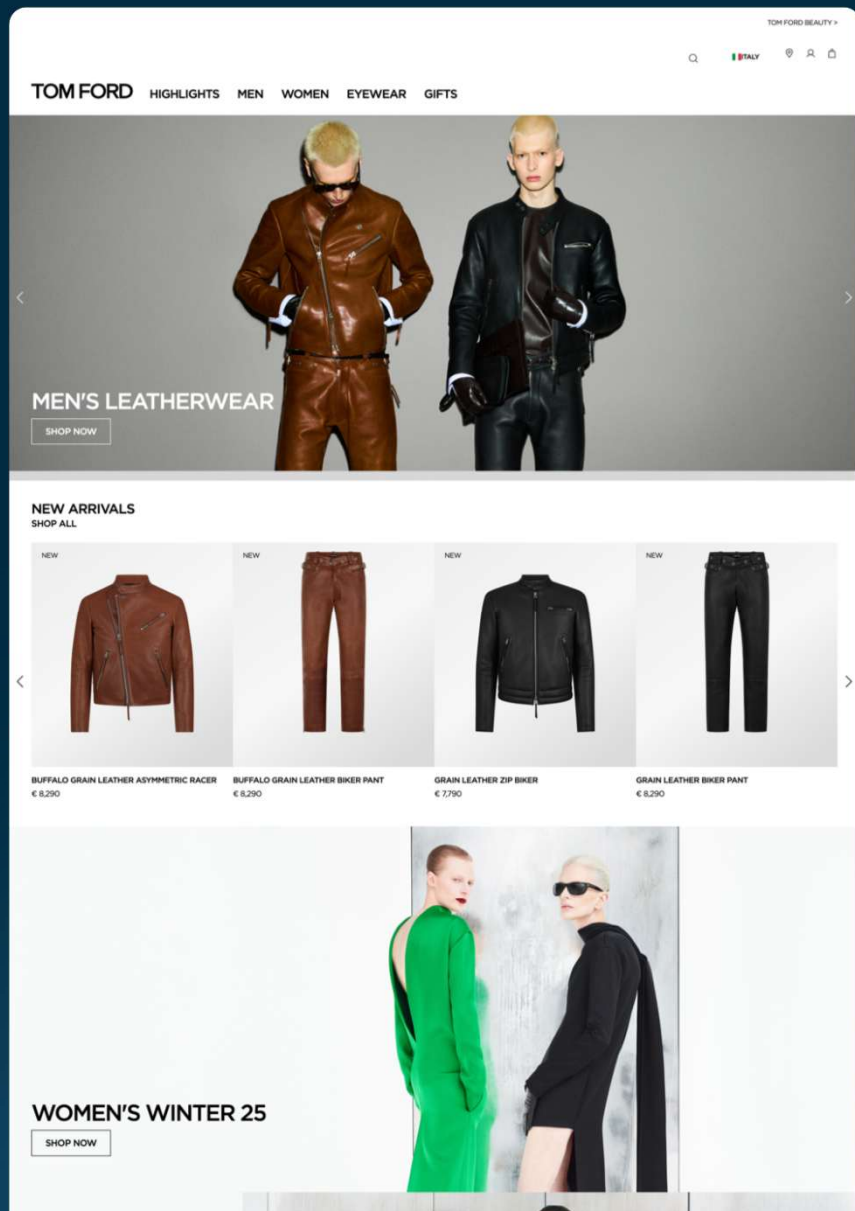 TOM FORD BEAUTY >
ITALY
TOM FORD HIGHLIGHTS MEN WOMEN EYEWEAR GIFTS
MEN'S LEATHERWEAR
SHOP NOW
NEW ARRIVALS
SHOP ALL
NEW NEW NEW NEW
BUFFALO GRAIN LEATHER ASYMMETRIC RACER BUFFALO GRAIN LEATHER BIKER PANT GRAIN LEATHER ZIP BIKER GRAIN LEATHER BIKER PANT
€ 8,290 € 8,290 € 7,790 € 8,290
WOMEN'S WINTER 25
SHOP NOW